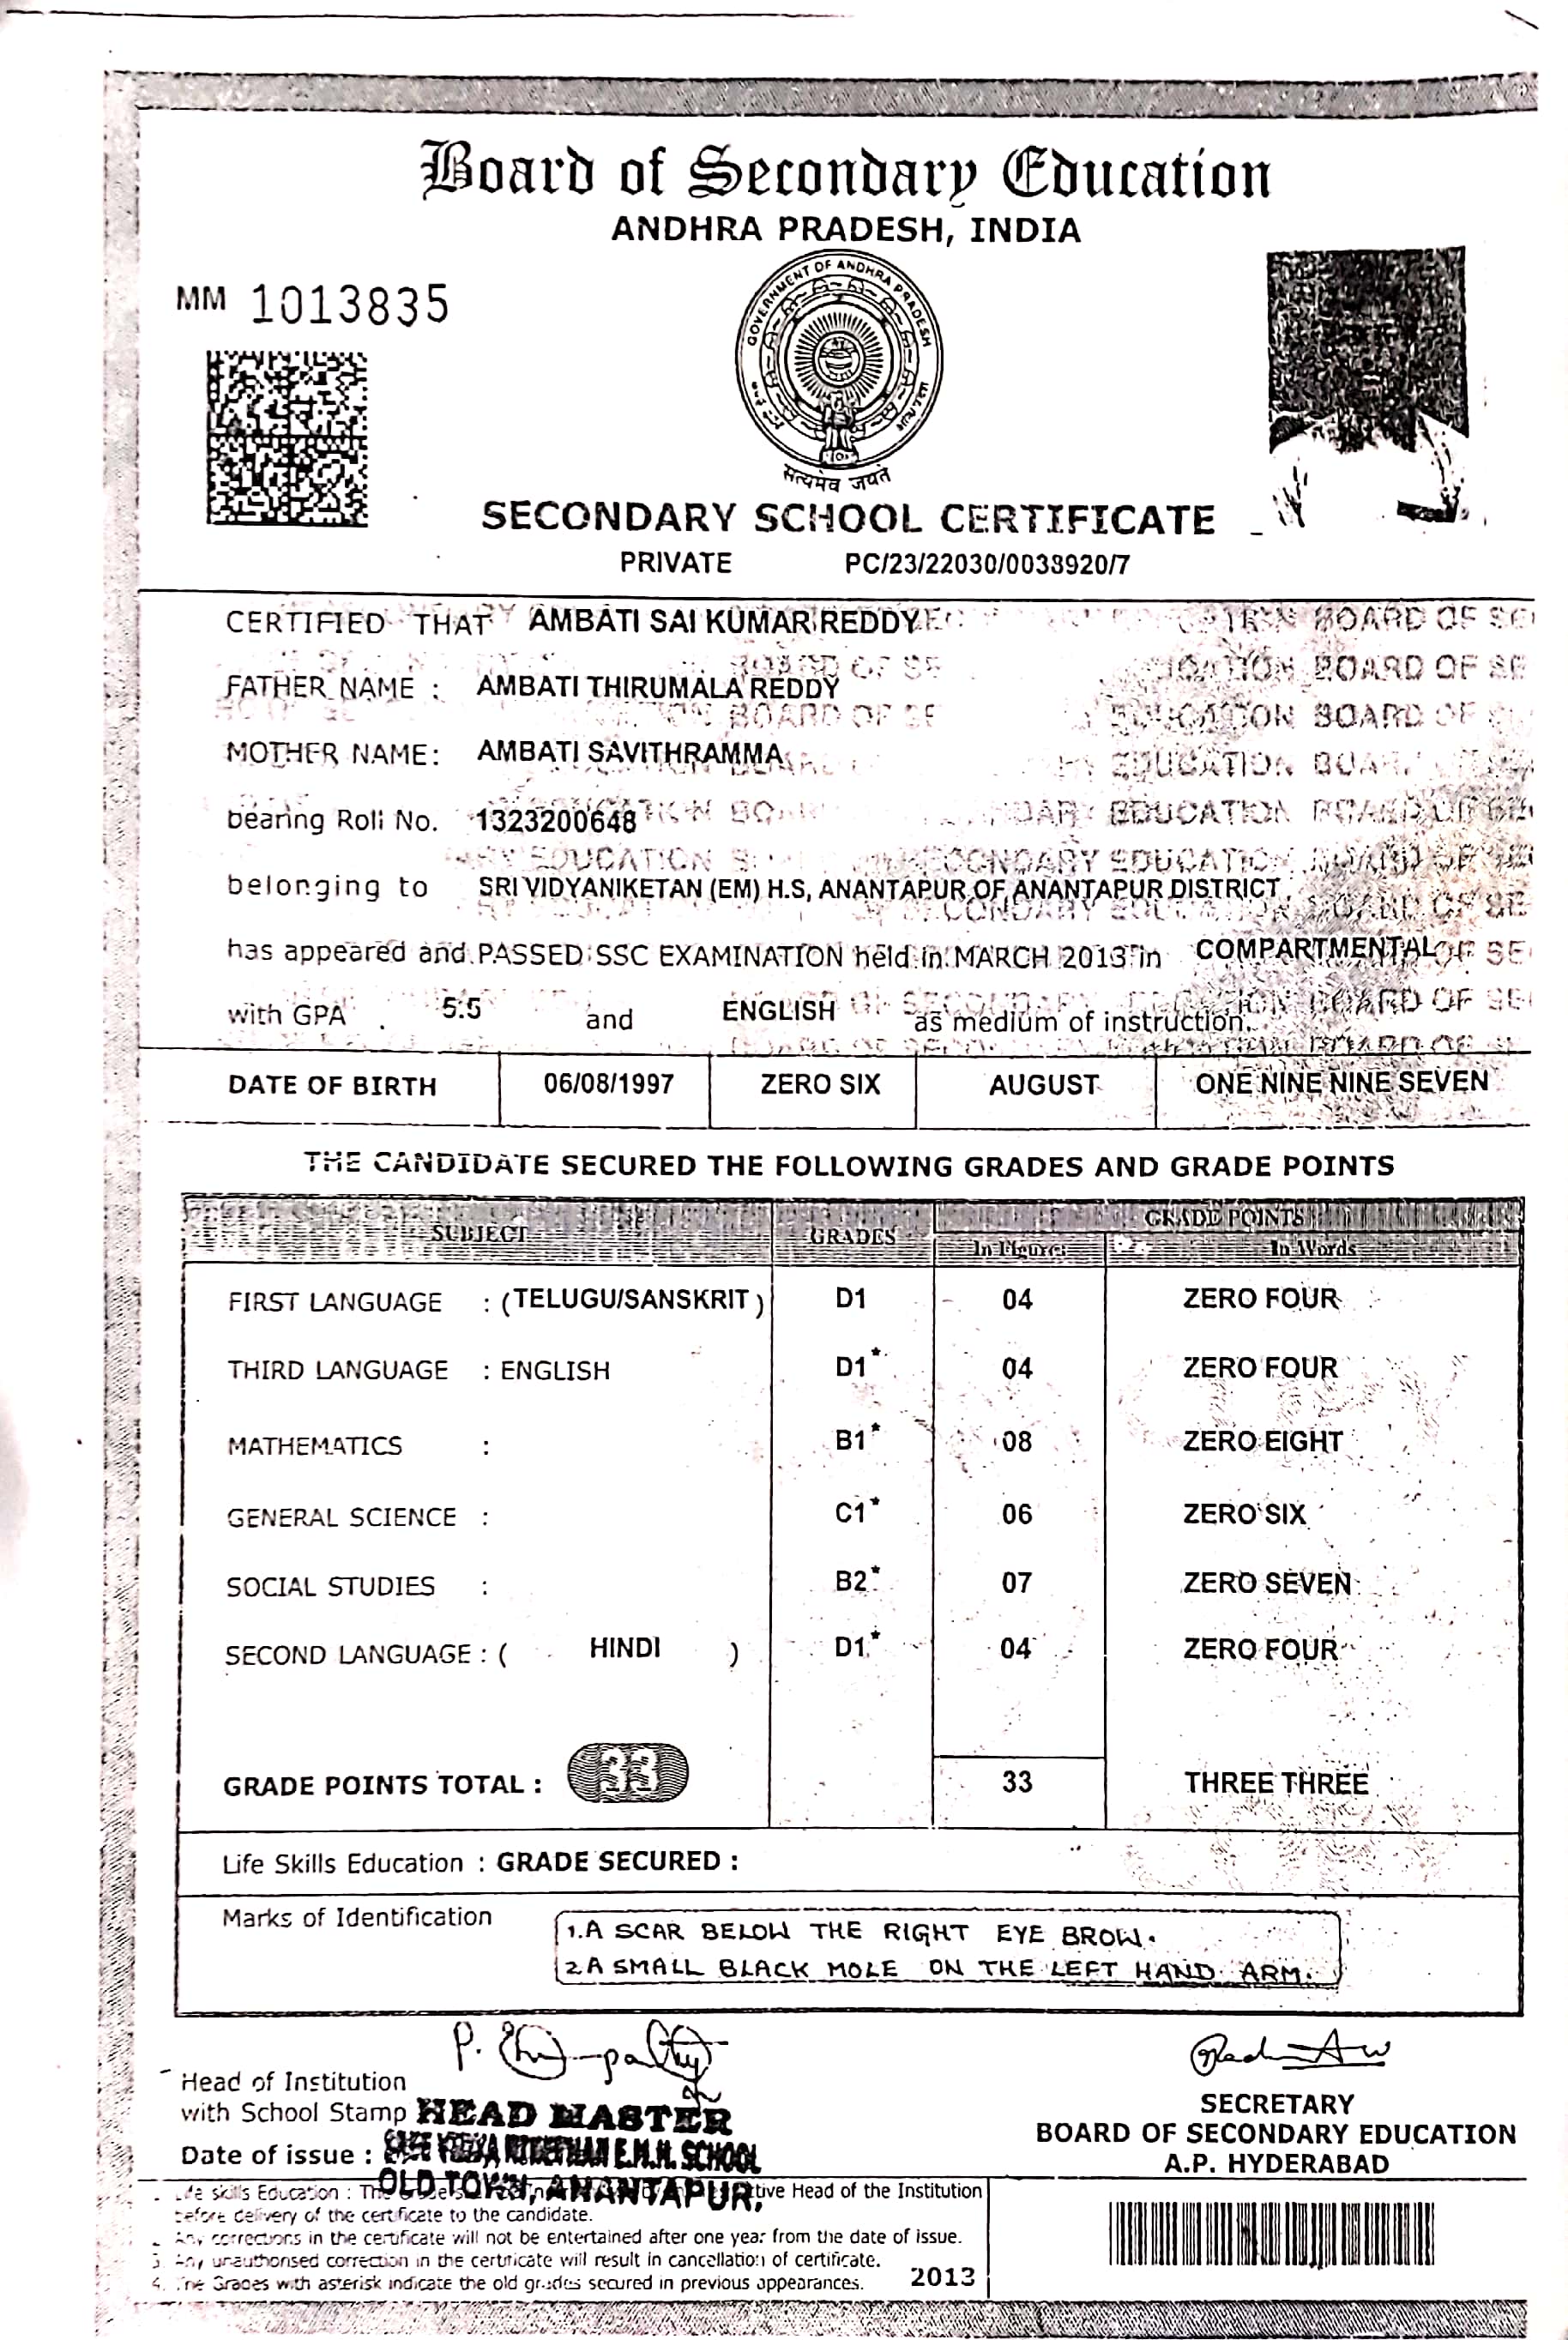 Board of Secondary Education
ANDHRA PRADESH, INDIA
MM 1013835
GOVERNMENT OF ANDHRA PRADESH
सत्यमेव जयते
SECONDARY SCHOOL CERTIFICATE
PRIVATE PC/23/22030/0038920/7
CERTIFIED THAT AMBATI SAI KUMAR REDDY
FATHER NAME : AMBATI THIRUMALA REDDY
MOTHER NAME: AMBATI SAVITHRAMMA
bearing Roll No. 1323200648
belonging to SRI VIDYANIKETAN (EM) H.S, ANANTAPUR OF ANANTAPUR DISTRICT
has appeared and PASSED SSC EXAMINATION held in MARCH 2013 in COMPARTMENTAL
with GPA 5.5 and ENGLISH as medium of instruction.
DATE OF BIRTH 06/08/1997 ZERO SIX AUGUST ONE NINE NINE SEVEN
THE CANDIDATE SECURED THE FOLLOWING GRADES AND GRADE POINTS
SUBJECT GRADES GRADE POINTS
In Figures In Words
FIRST LANGUAGE : (TELUGU/SANSKRIT) D1 04 ZERO FOUR
THIRD LANGUAGE : ENGLISH D1* 04 ZERO FOUR
MATHEMATICS : B1* 08 ZERO EIGHT
GENERAL SCIENCE : C1* 06 ZERO SIX
SOCIAL STUDIES : B2* 07 ZERO SEVEN
SECOND LANGUAGE : ( HINDI ) D1* 04 ZERO FOUR
GRADE POINTS TOTAL : 33 33 THREE THREE
Life Skills Education : GRADE SECURED :
Marks of Identification
1.A SCAR BELOW THE RIGHT EYE BROW.
2.A SMALL BLACK MOLE ON THE LEFT HAND ARM.
Head of Institution
with School Stamp HEAD MASTER
Date of issue : E.M.H. SCHOOL
OLD TOWN, ANANTAPUR.
SECRETARY
BOARD OF SECONDARY EDUCATION
A.P. HYDERABAD
Life skills Education : The Head of the Institution
before delivery of the certificate to the candidate.
2. Any corrections in the certificate will not be entertained after one year from the date of issue.
3. Any unauthorised correction in the certificate will result in cancellation of certificate.
4. The Grades with asterisk indicate the old grades secured in previous appearances. 2013